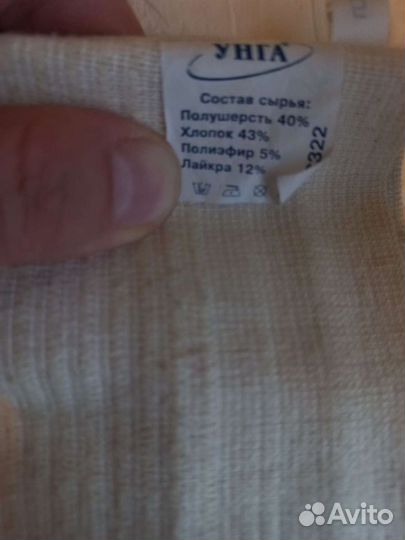 УНГА
Состав сырья:
Полушерсть 40%
Хлопок 43%
Полиэфир 5%
Лайкра 12%
322
Avito